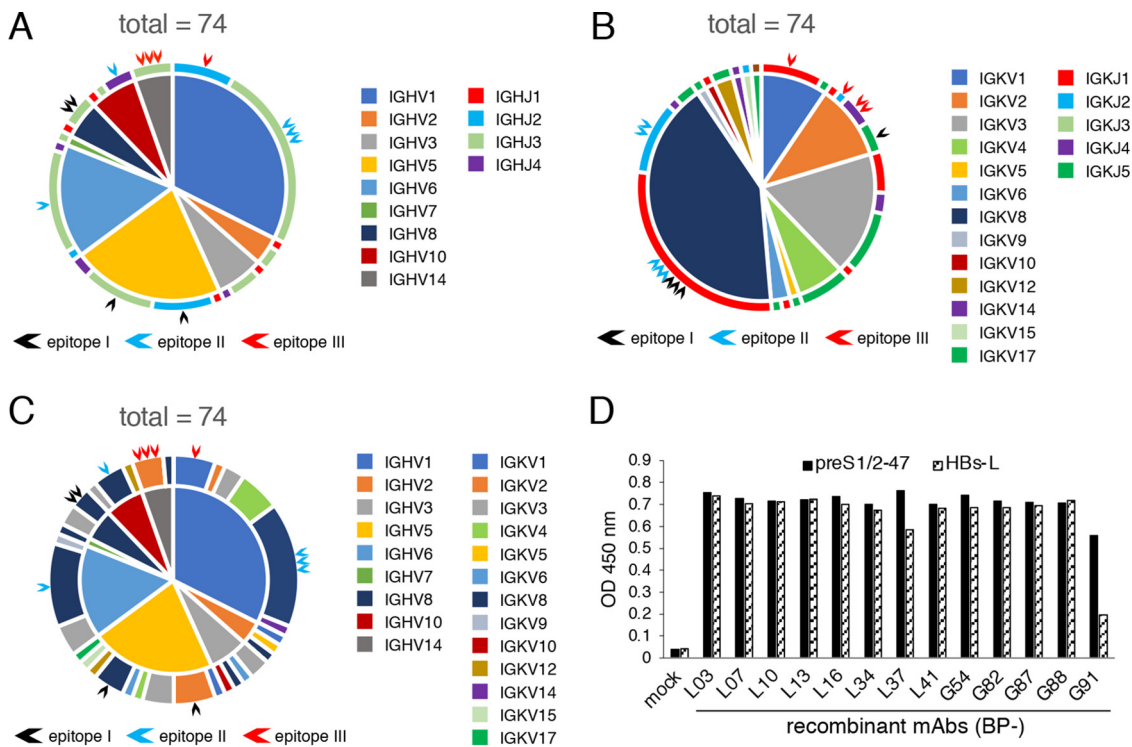 A
total = 74
IGHV1
IGHV2
IGHV3
IGHV5
IGHV6
IGHV7
IGHV8
IGHV10
IGHV14
IGHJ1
IGHJ2
IGHJ3
IGHJ4
epitope I epitope II epitope III
B
total = 74
IGKV1
IGKV2
IGKV3
IGKV4
IGKV5
IGKV6
IGKV8
IGKV9
IGKV10
IGKV12
IGKV14
IGKV15
IGKV17
IGKJ1
IGKJ2
IGKJ3
IGKJ4
IGKJ5
epitope I epitope II epitope III
C
total = 74
IGHV1
IGHV2
IGHV3
IGHV5
IGHV6
IGHV7
IGHV8
IGHV10
IGHV14
IGKV1
IGKV2
IGKV3
IGKV4
IGKV5
IGKV6
IGKV8
IGKV9
IGKV10
IGKV12
IGKV14
IGKV15
IGKV17
epitope I epitope II epitope III
D
preS1/2-47 HBs-L
OD 450 nm
0.9
0.8
0.7
0.6
0.5
0.4
0.3
0.2
0.1
0
mock L03 L07 L10 L13 L16 L34 L37 L41 G54 G82 G87 G88 G91
recombinant mAbs (BP-)